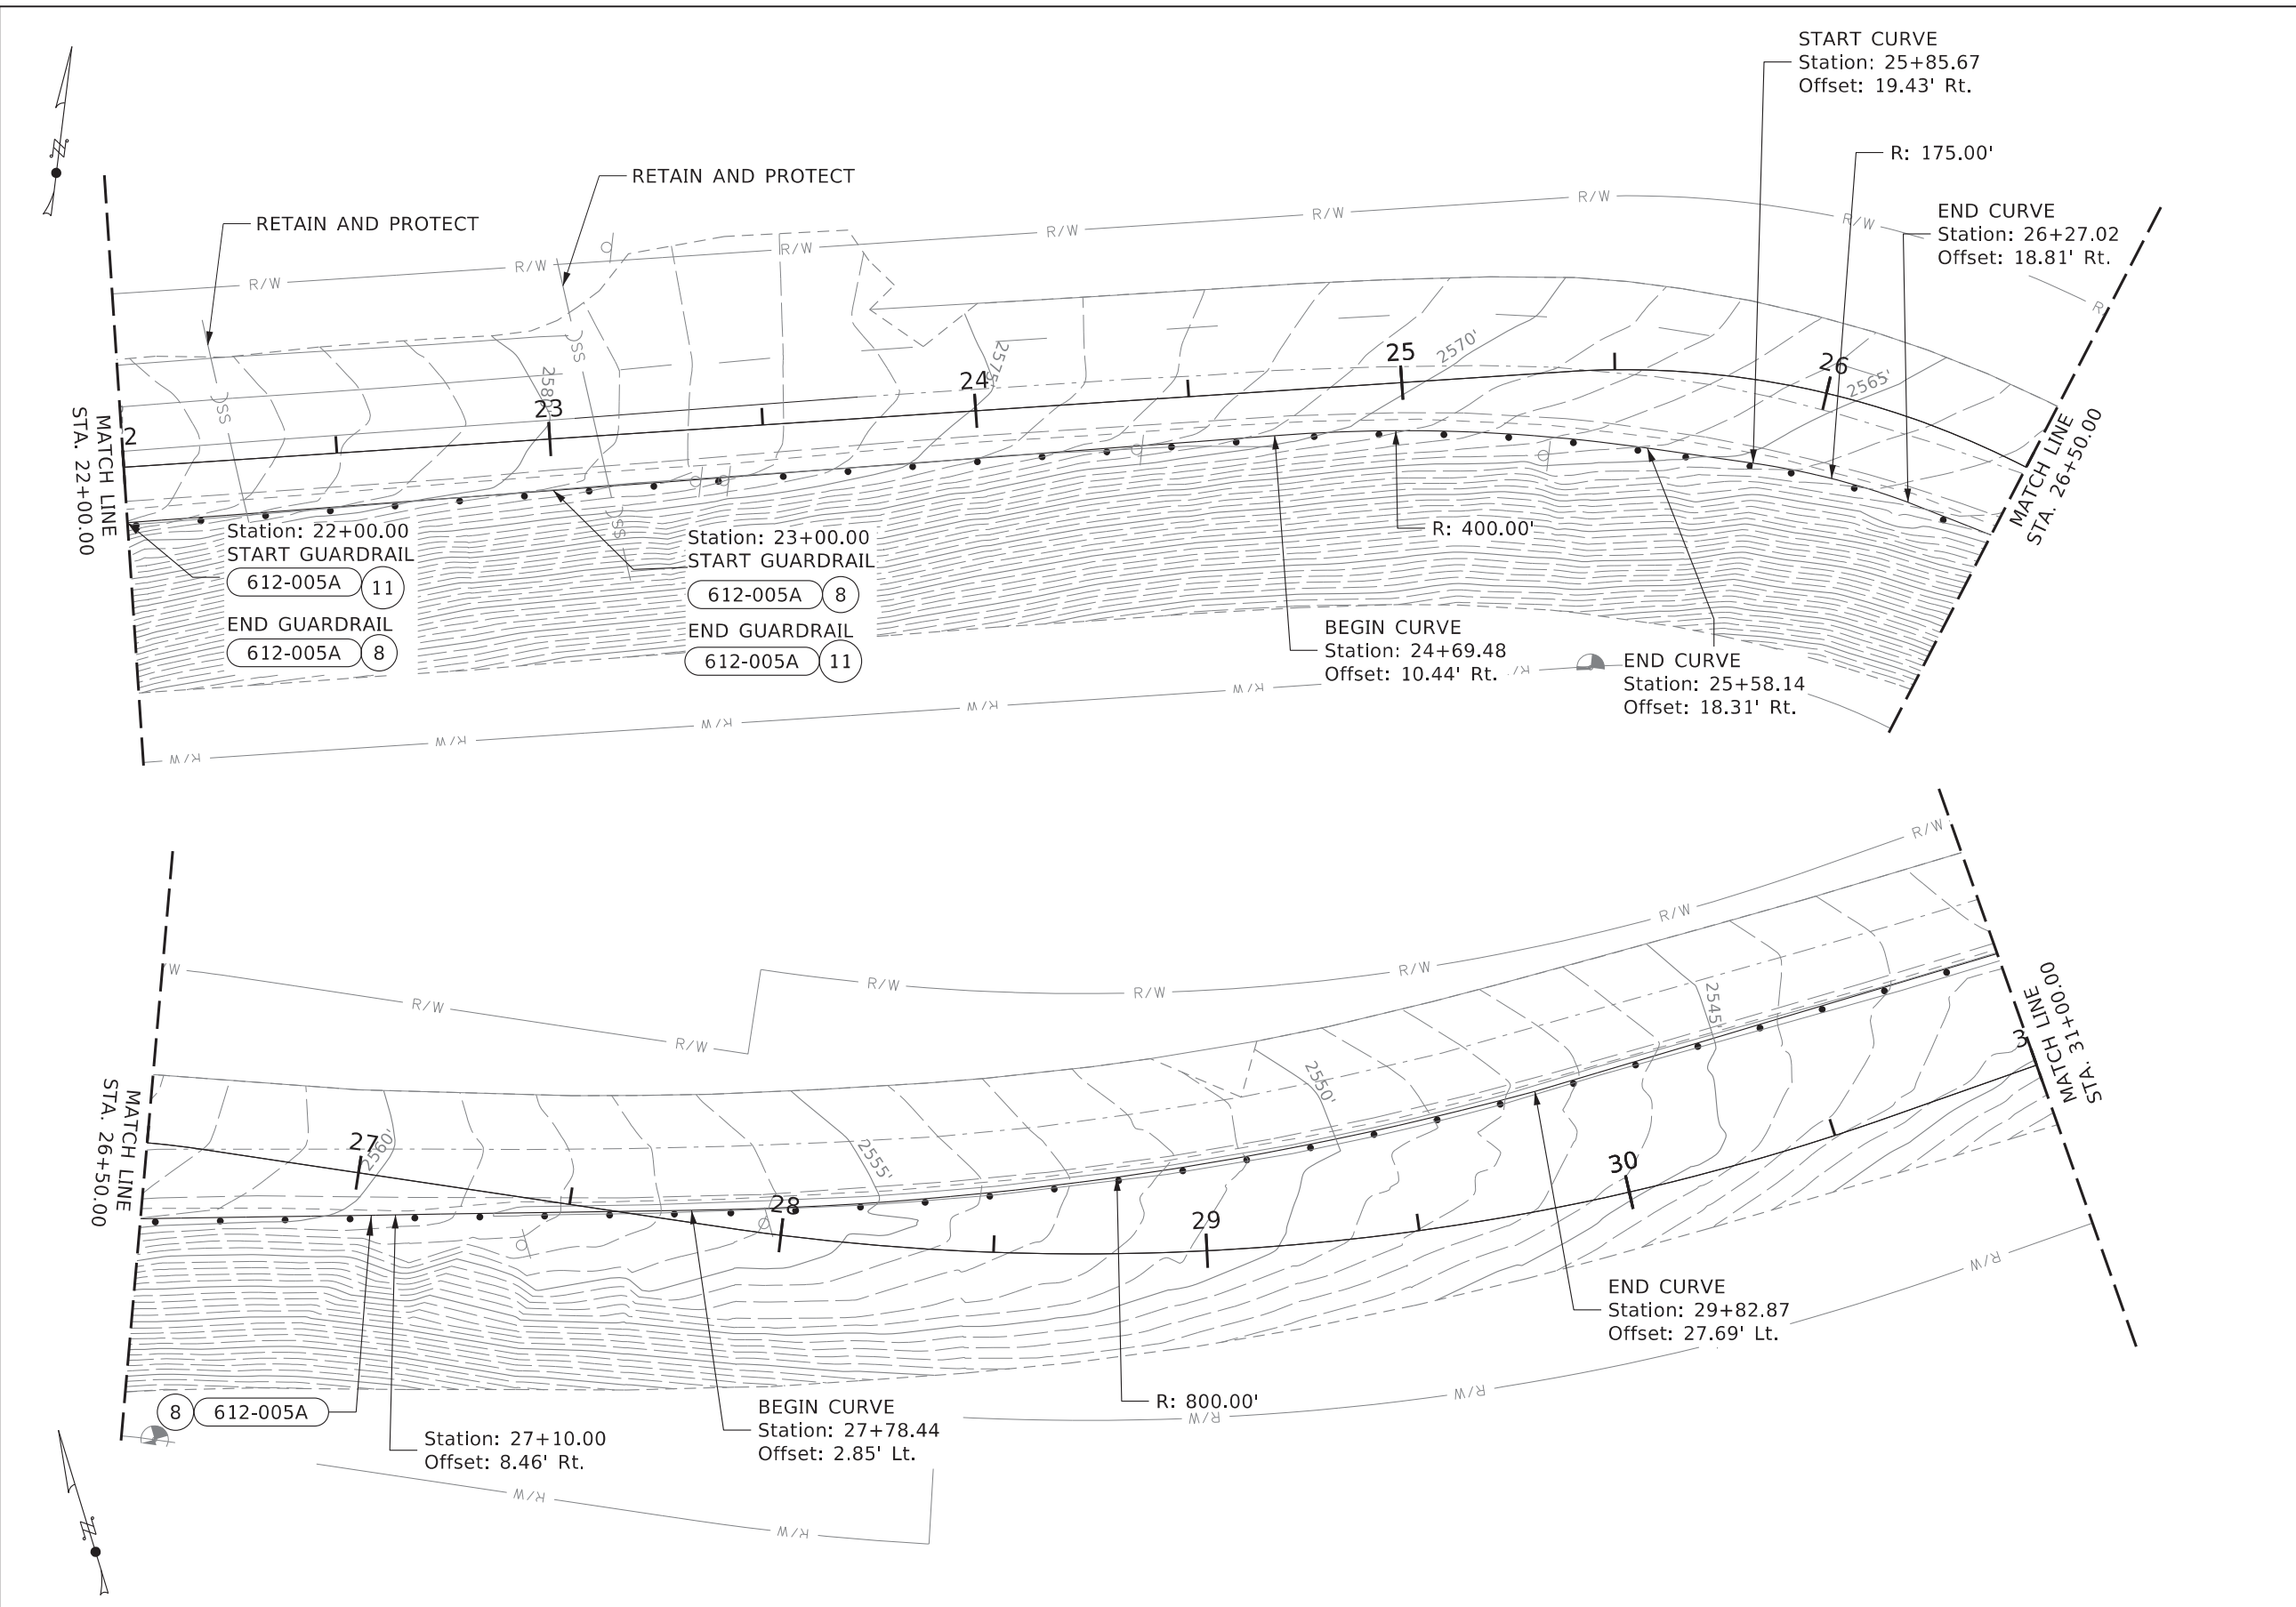 START CURVE
Station: 25+85.67
Offset: 19.43' Rt.
R: 175.00'
RETAIN AND PROTECT
RETAIN AND PROTECT
END CURVE
Station: 26+27.02
Offset: 18.81' Rt.
N
R/W
R/W
R/W
R/W
R/W
R/W
R/W
R
2580'
2575'
2570'
2565'
SS
SS
SS
2
23
24
25
26
MATCH LINE
STA. 22+00.00
MATCH LINE
STA. 26+50.00
Station: 22+00.00
START GUARDRAIL
612-005A
11
END GUARDRAIL
612-005A
8
Station: 23+00.00
START GUARDRAIL
612-005A
8
END GUARDRAIL
612-005A
11
R: 400.00'
BEGIN CURVE
Station: 24+69.48
Offset: 10.44' Rt.
END CURVE
Station: 25+58.14
Offset: 18.31' Rt.
R/W
R/W
R/W
R/W
R/W
R/W
/W
R/W
R/W
R/W
R/W
R/W
R/W
R/W
2560'
2555'
2550'
2545'
27
28
29
30
3
MATCH LINE
STA. 26+50.00
MATCH LINE
STA. 31+00.00
8
612-005A
Station: 27+10.00
Offset: 8.46' Rt.
BEGIN CURVE
Station: 27+78.44
Offset: 2.85' Lt.
R: 800.00'
END CURVE
Station: 29+82.87
Offset: 27.69' Lt.
R/W
R/W
R/W
R/W
R/W
N